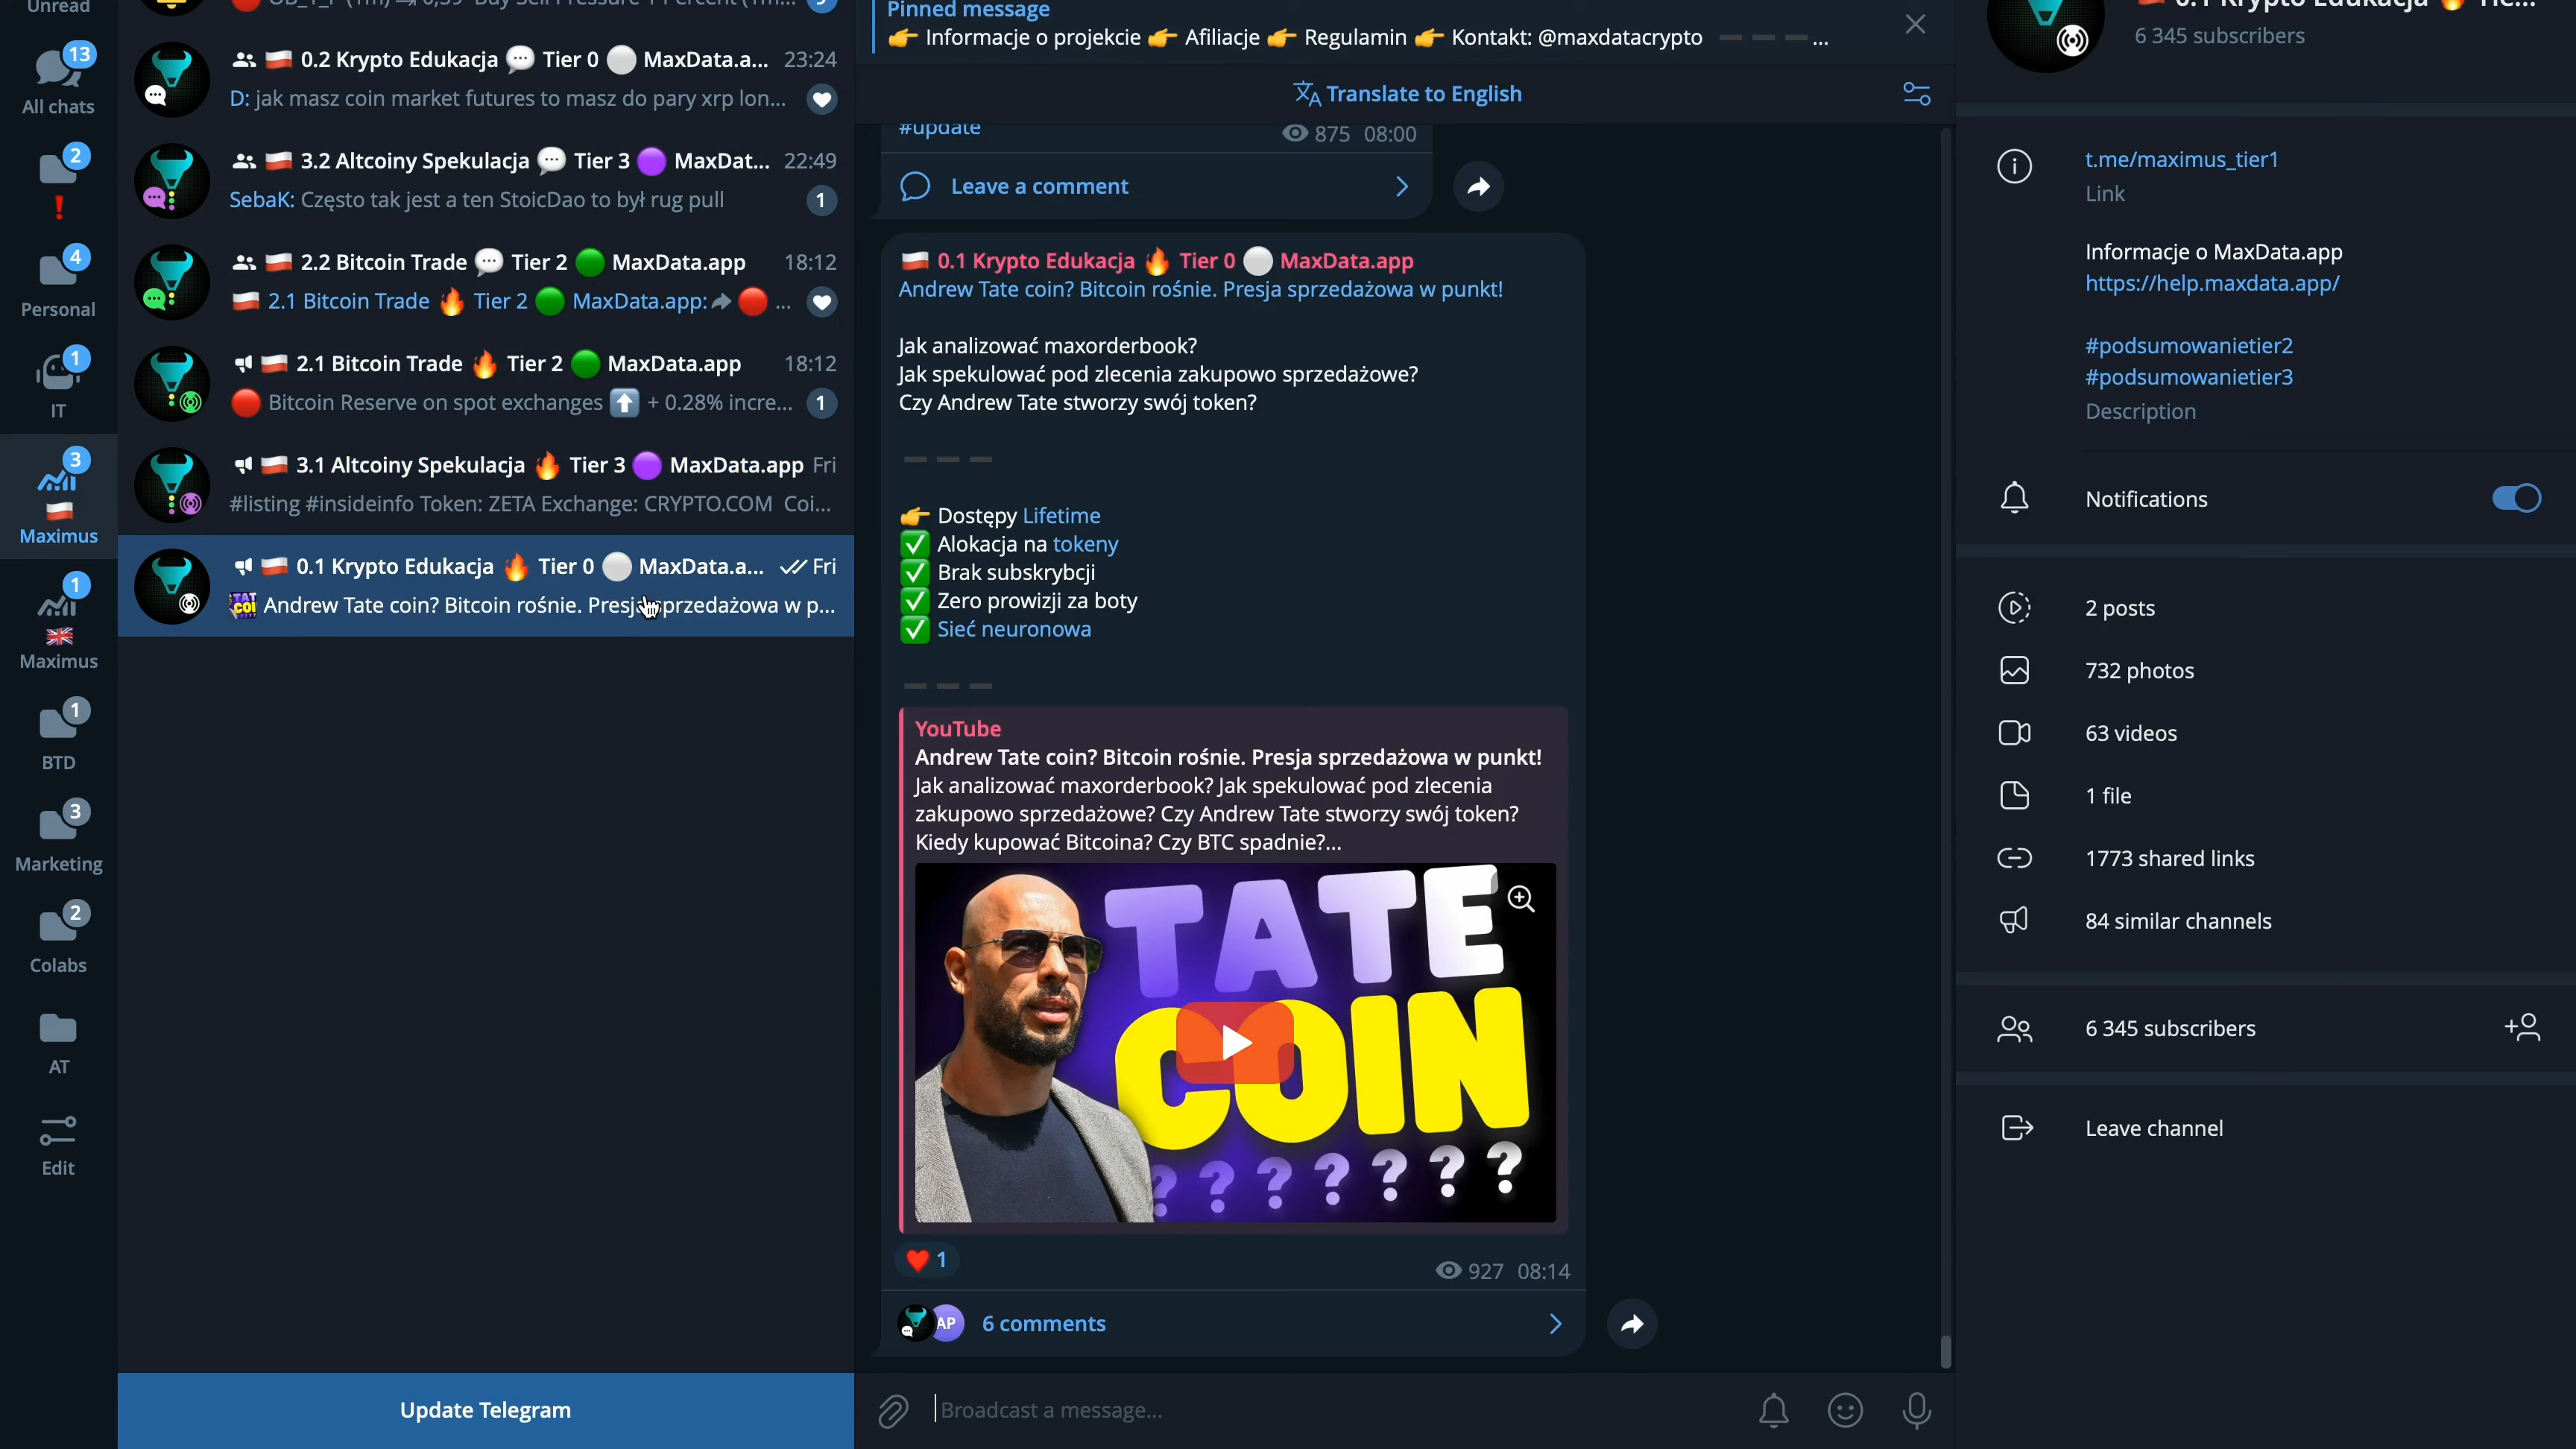 Unread
13
All chats
2
4
Personal
1
IT
3
Maximus
1
Maximus
1
BTD
3
Marketing
2
Colabs
AT
Edit
0.2 Krypto Edukacja 💬 Tier 0 ⚪ MaxData.a... 23:24
D: jak masz coin market futures to masz do pary xrp lon...
3.2 Altcoiny Spekulacja 💬 Tier 3 🟣 MaxDat... 22:49
SebaK: Często tak jest a ten StoicDao to był rug pull 1
2.2 Bitcoin Trade 💬 Tier 2 🟢 MaxData.app 18:12
2.1 Bitcoin Trade 🔥 Tier 2 🟢 MaxData.app: ...
2.1 Bitcoin Trade 🔥 Tier 2 🟢 MaxData.app 18:12
🔴 Bitcoin Reserve on spot exchanges ⬆️ + 0.28% incre... 1
3.1 Altcoiny Spekulacja 🔥 Tier 3 🟣 MaxData.app Fri
#listing #insideinfo Token: ZETA Exchange: CRYPTO.COM Coi...
0.1 Krypto Edukacja 🔥 Tier 0 ⚪ MaxData.a... Fri
Andrew Tate coin? Bitcoin rośnie. Presj sprzedażowa w p...
Update Telegram
Pinned message
👉 Informacje o projekcie 👉 Afiliacje 👉 Regulamin 👉 Kontakt: @maxdatacrypto — — — ...
Translate to English
#update 875 08:00
Leave a comment
0.1 Krypto Edukacja 🔥 Tier 0 ⚪ MaxData.app
Andrew Tate coin? Bitcoin rośnie. Presja sprzedażowa w punkt!
Jak analizować maxorderbook?
Jak spekulować pod zlecenia zakupowo sprzedażowe?
Czy Andrew Tate stworzy swój token?
— — —
👉 Dostępy Lifetime
✅ Alokacja na tokeny
✅ Brak subskrybcji
✅ Zero prowizji za boty
✅ Sieć neuronowa
— — —
YouTube
Andrew Tate coin? Bitcoin rośnie. Presja sprzedażowa w punkt!
Jak analizować maxorderbook? Jak spekulować pod zlecenia
zakupowo sprzedażowe? Czy Andrew Tate stworzy swój token?
Kiedy kupować Bitcoina? Czy BTC spadnie?...
TATE
COIN
???????
❤️ 1
927 08:14
AP 6 comments
Broadcast a message...
6 345 subscribers
t.me/maximus_tier1
Link
Informacje o MaxData.app
https://help.maxdata.app/
#podsumowanietier2
#podsumowanietier3
Description
Notifications
2 posts
732 photos
63 videos
1 file
1773 shared links
84 similar channels
6 345 subscribers
Leave channel